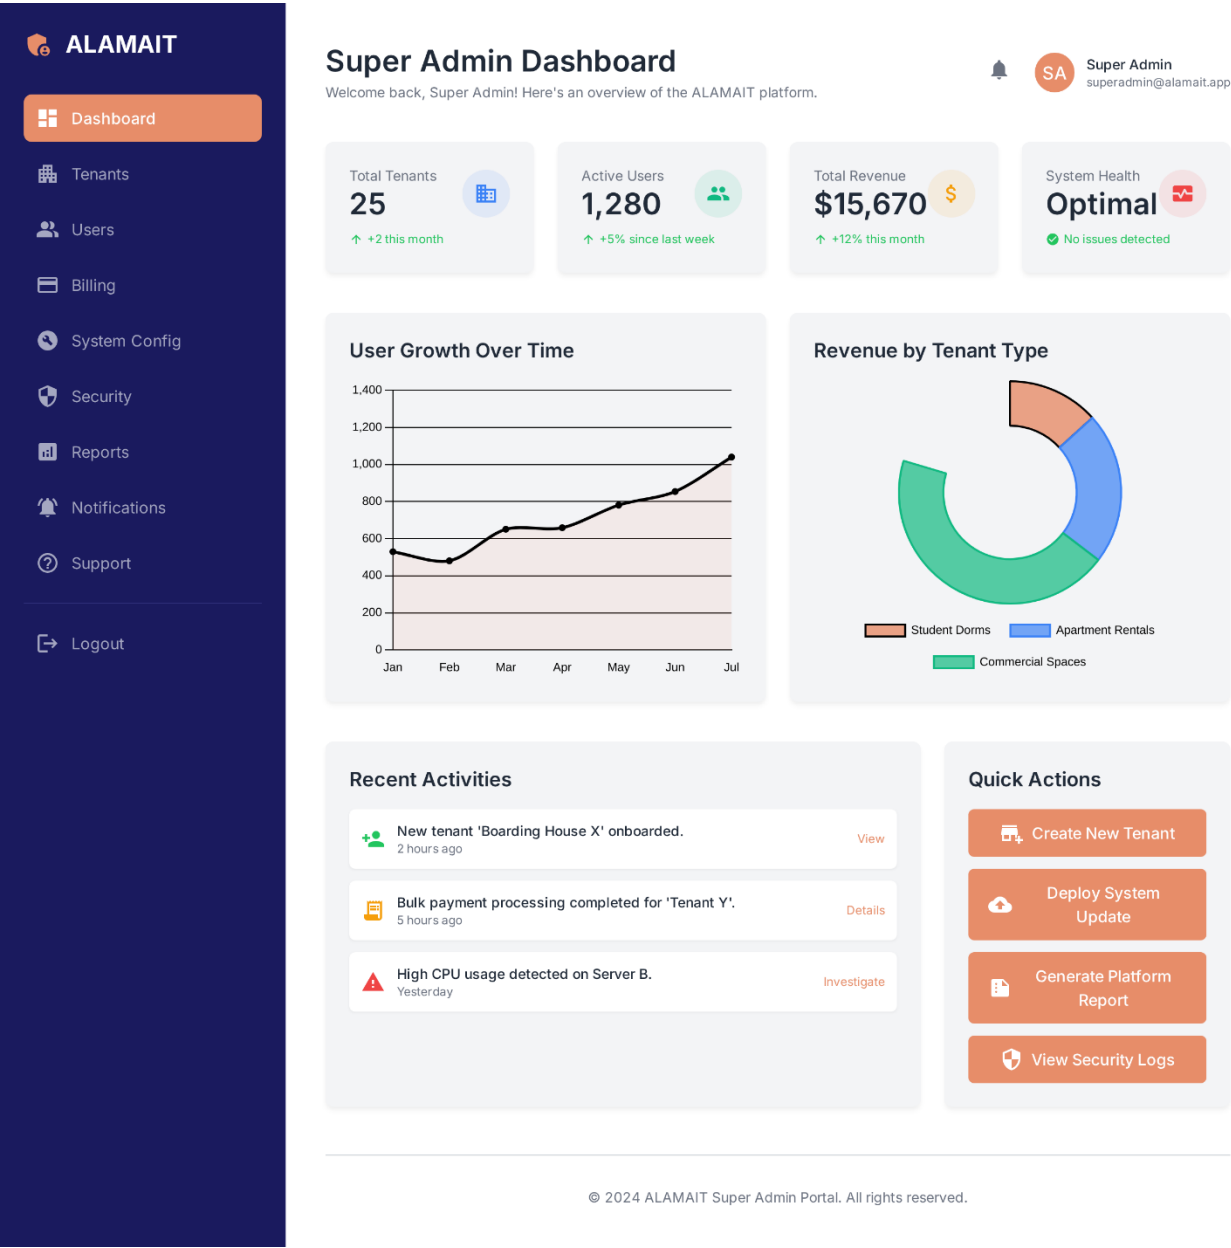 ALAMAIT
Dashboard
Tenants
Users
Billing
System Config
Security
Reports
Notifications
Support
Logout
Super Admin Dashboard
Welcome back, Super Admin! Here's an overview of the ALAMAIT platform.
SA
Super Admin
superadmin@alamait.app
Total Tenants
25
+2 this month
Active Users
1,280
+5% since last week
Total Revenue
$15,670
+12% this month
System Health
Optimal
No issues detected
User Growth Over Time
1,400
1,200
1,000
800
600
400
200
0
Jan Feb Mar Apr May Jun Jul
Revenue by Tenant Type
Student Dorms
Apartment Rentals
Commercial Spaces
Recent Activities
New tenant 'Boarding House X' onboarded.
2 hours ago
View
Bulk payment processing completed for 'Tenant Y'.
5 hours ago
Details
High CPU usage detected on Server B.
Yesterday
Investigate
Quick Actions
Create New Tenant
Deploy System
Update
Generate Platform
Report
View Security Logs
© 2024 ALAMAIT Super Admin Portal. All rights reserved.